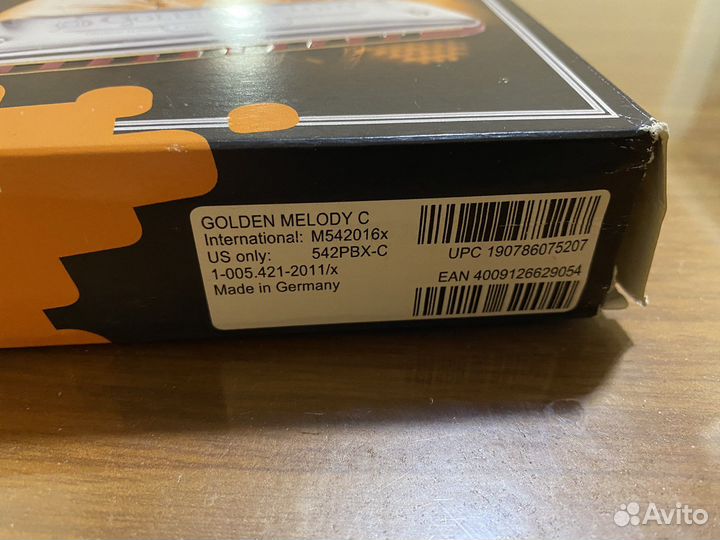 GOLDEN MELODY C
International: M542016x
US only: 542PBX-C
1-005.421-2011/x
Made in Germany
UPC 190786075207
EAN 4009126629054
Avito